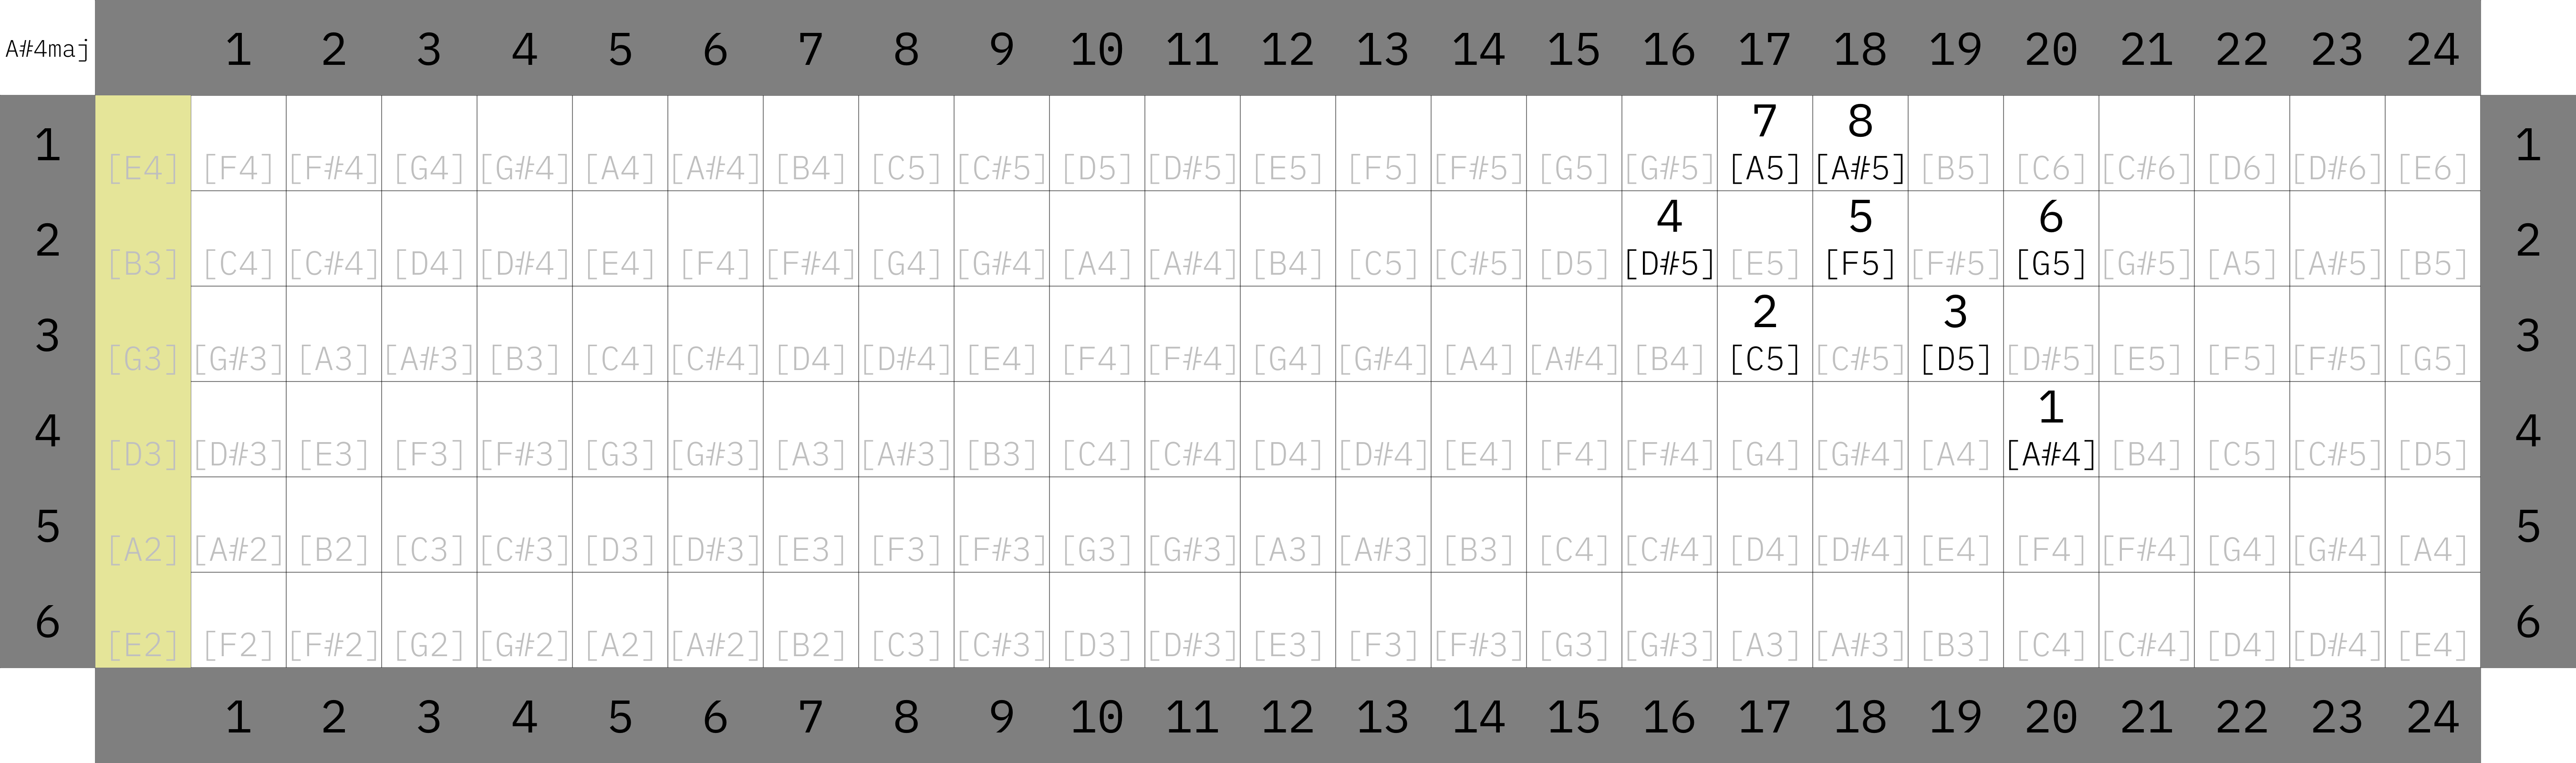 A#4maj 1 2 3 4 5 6 7 8 9 10 11 12 13 14 15 16 17 18 19 20 21 22 23 24
7 8
1 [E4] [F4] [F#4] [G4] [G#4] [A4] [A#4] [B4] [C5] [C#5] [D5] [D#5] [E5] [F5] [F#5] [G5] [G#5] [A5] [A#5] [B5] [C6] [C#6] [D6] [D#6] [E6] 1
4 5 6
2 [B3] [C4] [C#4] [D4] [D#4] [E4] [F4] [F#4] [G4] [G#4] [A4] [A#4] [B4] [C5] [C#5] [D5] [D#5] [E5] [F5] [F#5] [G5] [G#5] [A5] [A#5] [B5] 2
2 3
3 [G3] [G#3] [A3] [A#3] [B3] [C4] [C#4] [D4] [D#4] [E4] [F4] [F#4] [G4] [G#4] [A4] [A#4] [B4] [C5] [C#5] [D5] [D#5] [E5] [F5] [F#5] [G5] 3
1
4 [D3] [D#3] [E3] [F3] [F#3] [G3] [G#3] [A3] [A#3] [B3] [C4] [C#4] [D4] [D#4] [E4] [F4] [F#4] [G4] [G#4] [A4] [A#4] [B4] [C5] [C#5] [D5] 4
5 [A2] [A#2] [B2] [C3] [C#3] [D3] [D#3] [E3] [F3] [F#3] [G3] [G#3] [A3] [A#3] [B3] [C4] [C#4] [D4] [D#4] [E4] [F4] [F#4] [G4] [G#4] [A4] 5
6 [E2] [F2] [F#2] [G2] [G#2] [A2] [A#2] [B2] [C3] [C#3] [D3] [D#3] [E3] [F3] [F#3] [G3] [G#3] [A3] [A#3] [B3] [C4] [C#4] [D4] [D#4] [E4] 6
1 2 3 4 5 6 7 8 9 10 11 12 13 14 15 16 17 18 19 20 21 22 23 24